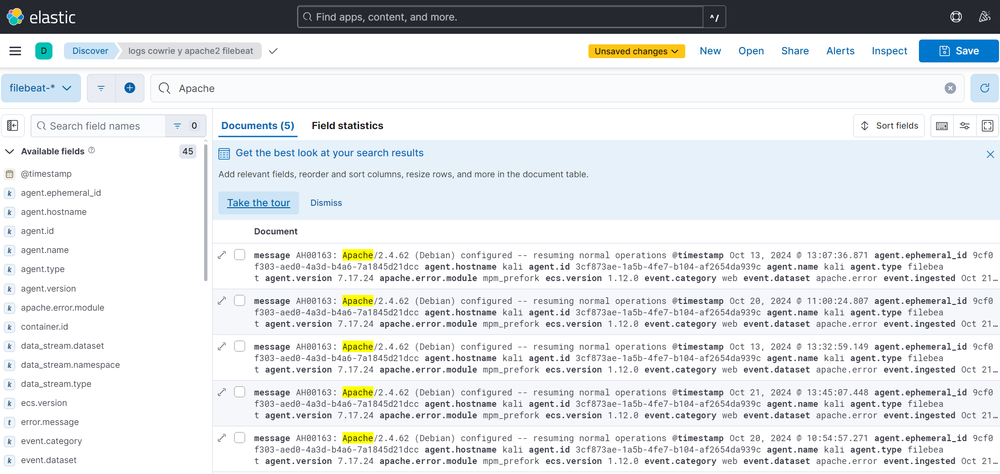 elastic
Find apps, content, and more.
^/
D
Discover
logs cowrie y apache2 filebeat
Unsaved changes
New
Open
Share
Alerts
Inspect
Save
filebeat-*
Apache
Search field names
0
Documents (5)
Field statistics
Sort fields
Available fields
45
@timestamp
agent.ephemeral_id
agent.hostname
agent.id
agent.name
agent.type
agent.version
apache.error.module
container.id
data_stream.dataset
data_stream.namespace
data_stream.type
ecs.version
error.message
event.category
event.dataset
Get the best look at your search results
Add relevant fields, reorder and sort columns, resize rows, and more in the document table.
Take the tour
Dismiss
Document
message AH00163: Apache/2.4.62 (Debian) configured -- resuming normal operations @timestamp Oct 13, 2024 @ 13:07:36.871 agent.ephemeral_id 9cf0
f303-aed0-4a3d-b4a6-7a1845d21dcc agent.hostname kali agent.id 3cf873ae-1a5b-4fe7-b104-af2654da939c agent.name kali agent.type filebea
t agent.version 7.17.24 apache.error.module mpm_prefork ecs.version 1.12.0 event.category web event.dataset apache.error event.ingested Oct 21…
message AH00163: Apache/2.4.62 (Debian) configured -- resuming normal operations @timestamp Oct 20, 2024 @ 11:00:24.807 agent.ephemeral_id 9cf0
f303-aed0-4a3d-b4a6-7a1845d21dcc agent.hostname kali agent.id 3cf873ae-1a5b-4fe7-b104-af2654da939c agent.name kali agent.type filebea
t agent.version 7.17.24 apache.error.module mpm_prefork ecs.version 1.12.0 event.category web event.dataset apache.error event.ingested Oct 21…
message AH00163: Apache/2.4.62 (Debian) configured -- resuming normal operations @timestamp Oct 13, 2024 @ 13:32:59.149 agent.ephemeral_id 9cf0
f303-aed0-4a3d-b4a6-7a1845d21dcc agent.hostname kali agent.id 3cf873ae-1a5b-4fe7-b104-af2654da939c agent.name kali agent.type filebea
t agent.version 7.17.24 apache.error.module mpm_prefork ecs.version 1.12.0 event.category web event.dataset apache.error event.ingested Oct 21…
message AH00163: Apache/2.4.62 (Debian) configured -- resuming normal operations @timestamp Oct 21, 2024 @ 13:45:07.448 agent.ephemeral_id 9cf0
f303-aed0-4a3d-b4a6-7a1845d21dcc agent.hostname kali agent.id 3cf873ae-1a5b-4fe7-b104-af2654da939c agent.name kali agent.type filebea
t agent.version 7.17.24 apache.error.module mpm_prefork ecs.version 1.12.0 event.category web event.dataset apache.error event.ingested Oct 21…
message AH00163: Apache/2.4.62 (Debian) configured -- resuming normal operations @timestamp Oct 20, 2024 @ 10:54:57.271 agent.ephemeral_id 9cf0
f303-aed0-4a3d-b4a6-7a1845d21dcc agent.hostname kali agent.id 3cf873ae-1a5b-4fe7-b104-af2654da939c agent.name kali agent.type filebea
t agent.version 7.17.24 apache.error.module mpm_prefork ecs.version 1.12.0 event.category web event.dataset apache.error event.ingested Oct 21…